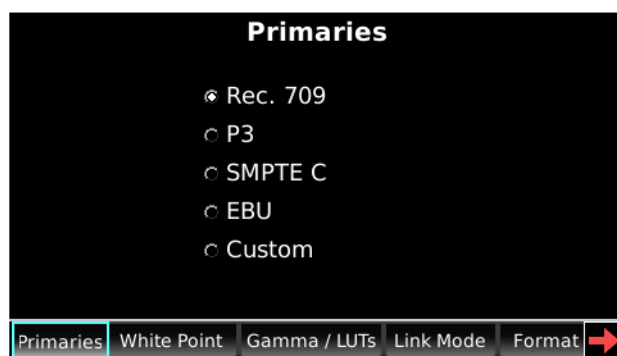 Primaries
Rec. 709
P3
SMPTE C
EBU
Custom
Primaries White Point Gamma / LUTs Link Mode Format